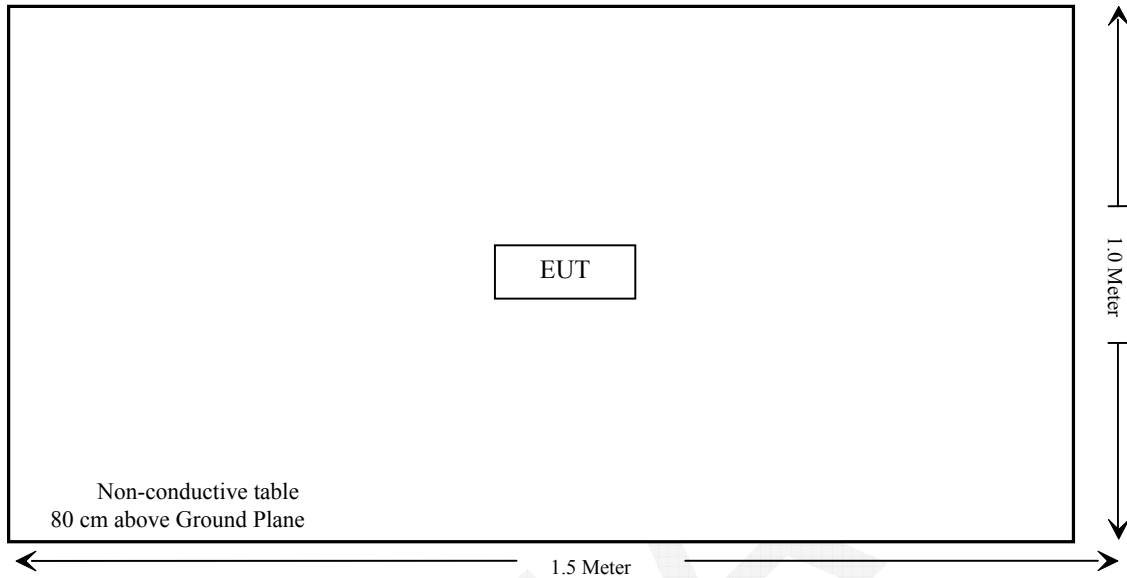 EUT
1.0 Meter
Non-conductive table
80 cm above Ground Plane
1.5 Meter